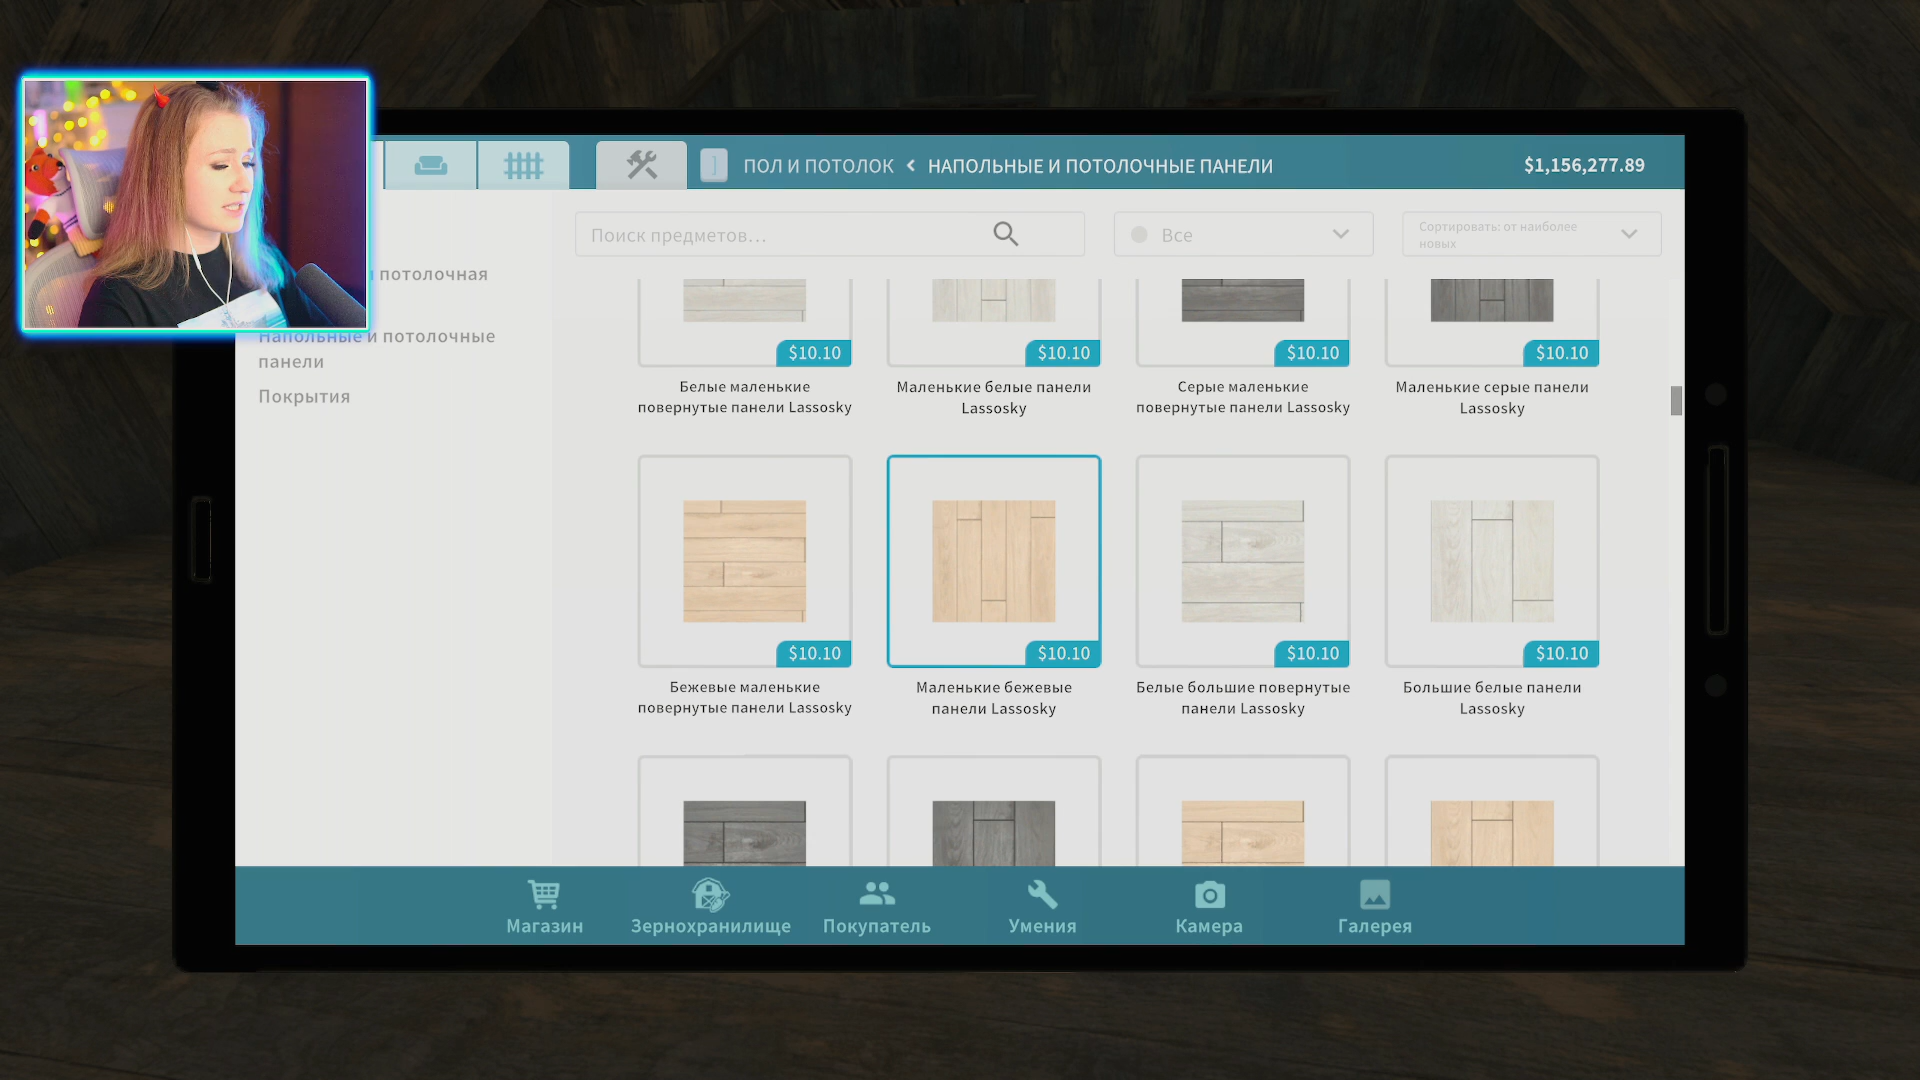 ] ПОЛ И ПОТОЛОК < НАПОЛЬНЫЕ И ПОТОЛОЧНЫЕ ПАНЕЛИ
$1,156,277.89
Поиск предметов...
Все
Сортировать: от наиболее
новых
потолочная
Напольные и потолочные
панели
Покрытия
$10.10
$10.10
$10.10
$10.10
Белые маленькие
повернутые панели Lassosky
Маленькие белые панели
Lassosky
Серые маленькие
повернутые панели Lassosky
Маленькие серые панели
Lassosky
$10.10
$10.10
$10.10
$10.10
Бежевые маленькие
повернутые панели Lassosky
Маленькие бежевые
панели Lassosky
Белые большие повернутые
панели Lassosky
Большие белые панели
Lassosky
Магазин
Зернохранилище
Покупатель
Умения
Камера
Галерея